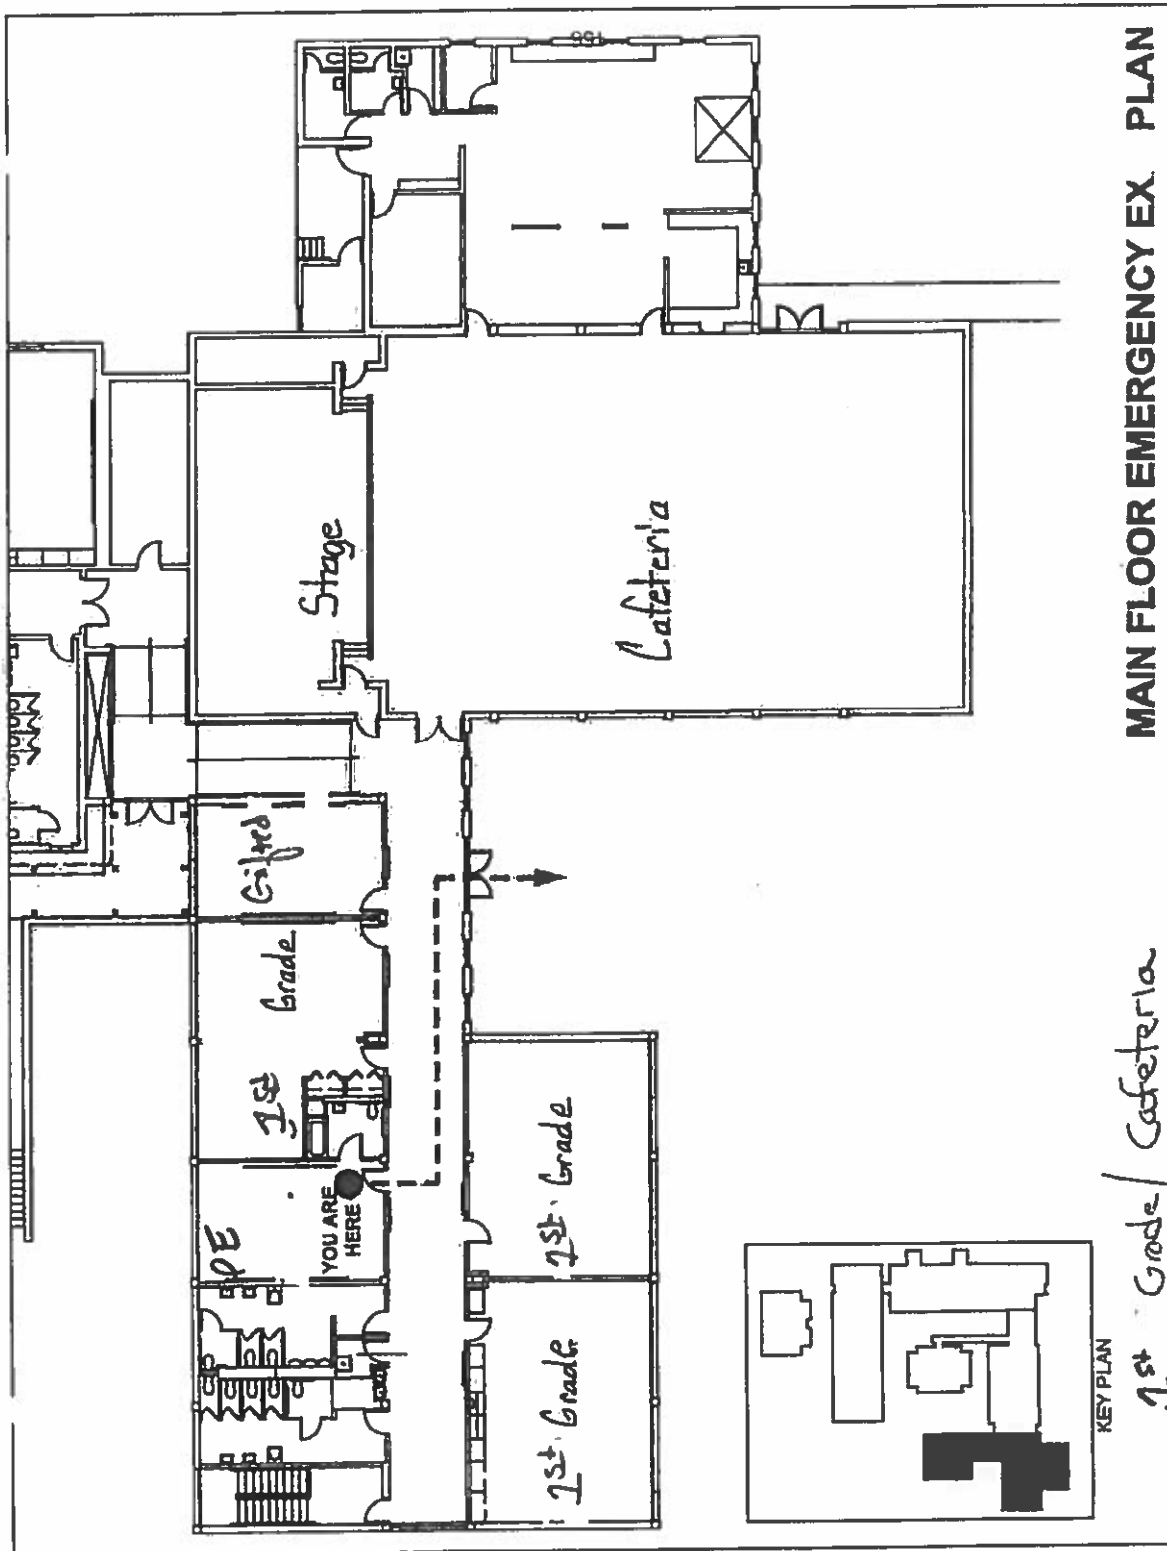 156
Stage
Cafeteria
Gifted
1st Grade
PE
YOU ARE
HERE
1st. Grade
1st. Grade
KEY PLAN
1st Grade / Cafeteria
MAIN FLOOR EMERGENCY EX. PLAN